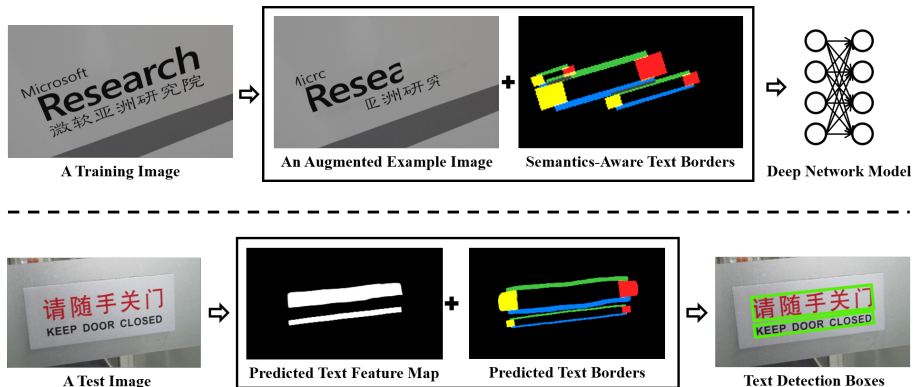 Microsoft
Research
微软亚洲研究院
Micrc
Resea
亚洲研究
A Training Image
An Augmented Example Image
Semantics-Aware Text Borders
Deep Network Model
请随手关门
KEEP DOOR CLOSED
请随手关门
KEEP DOOR CLOSED
A Test Image
Predicted Text Feature Map
Predicted Text Borders
Text Detection Boxes